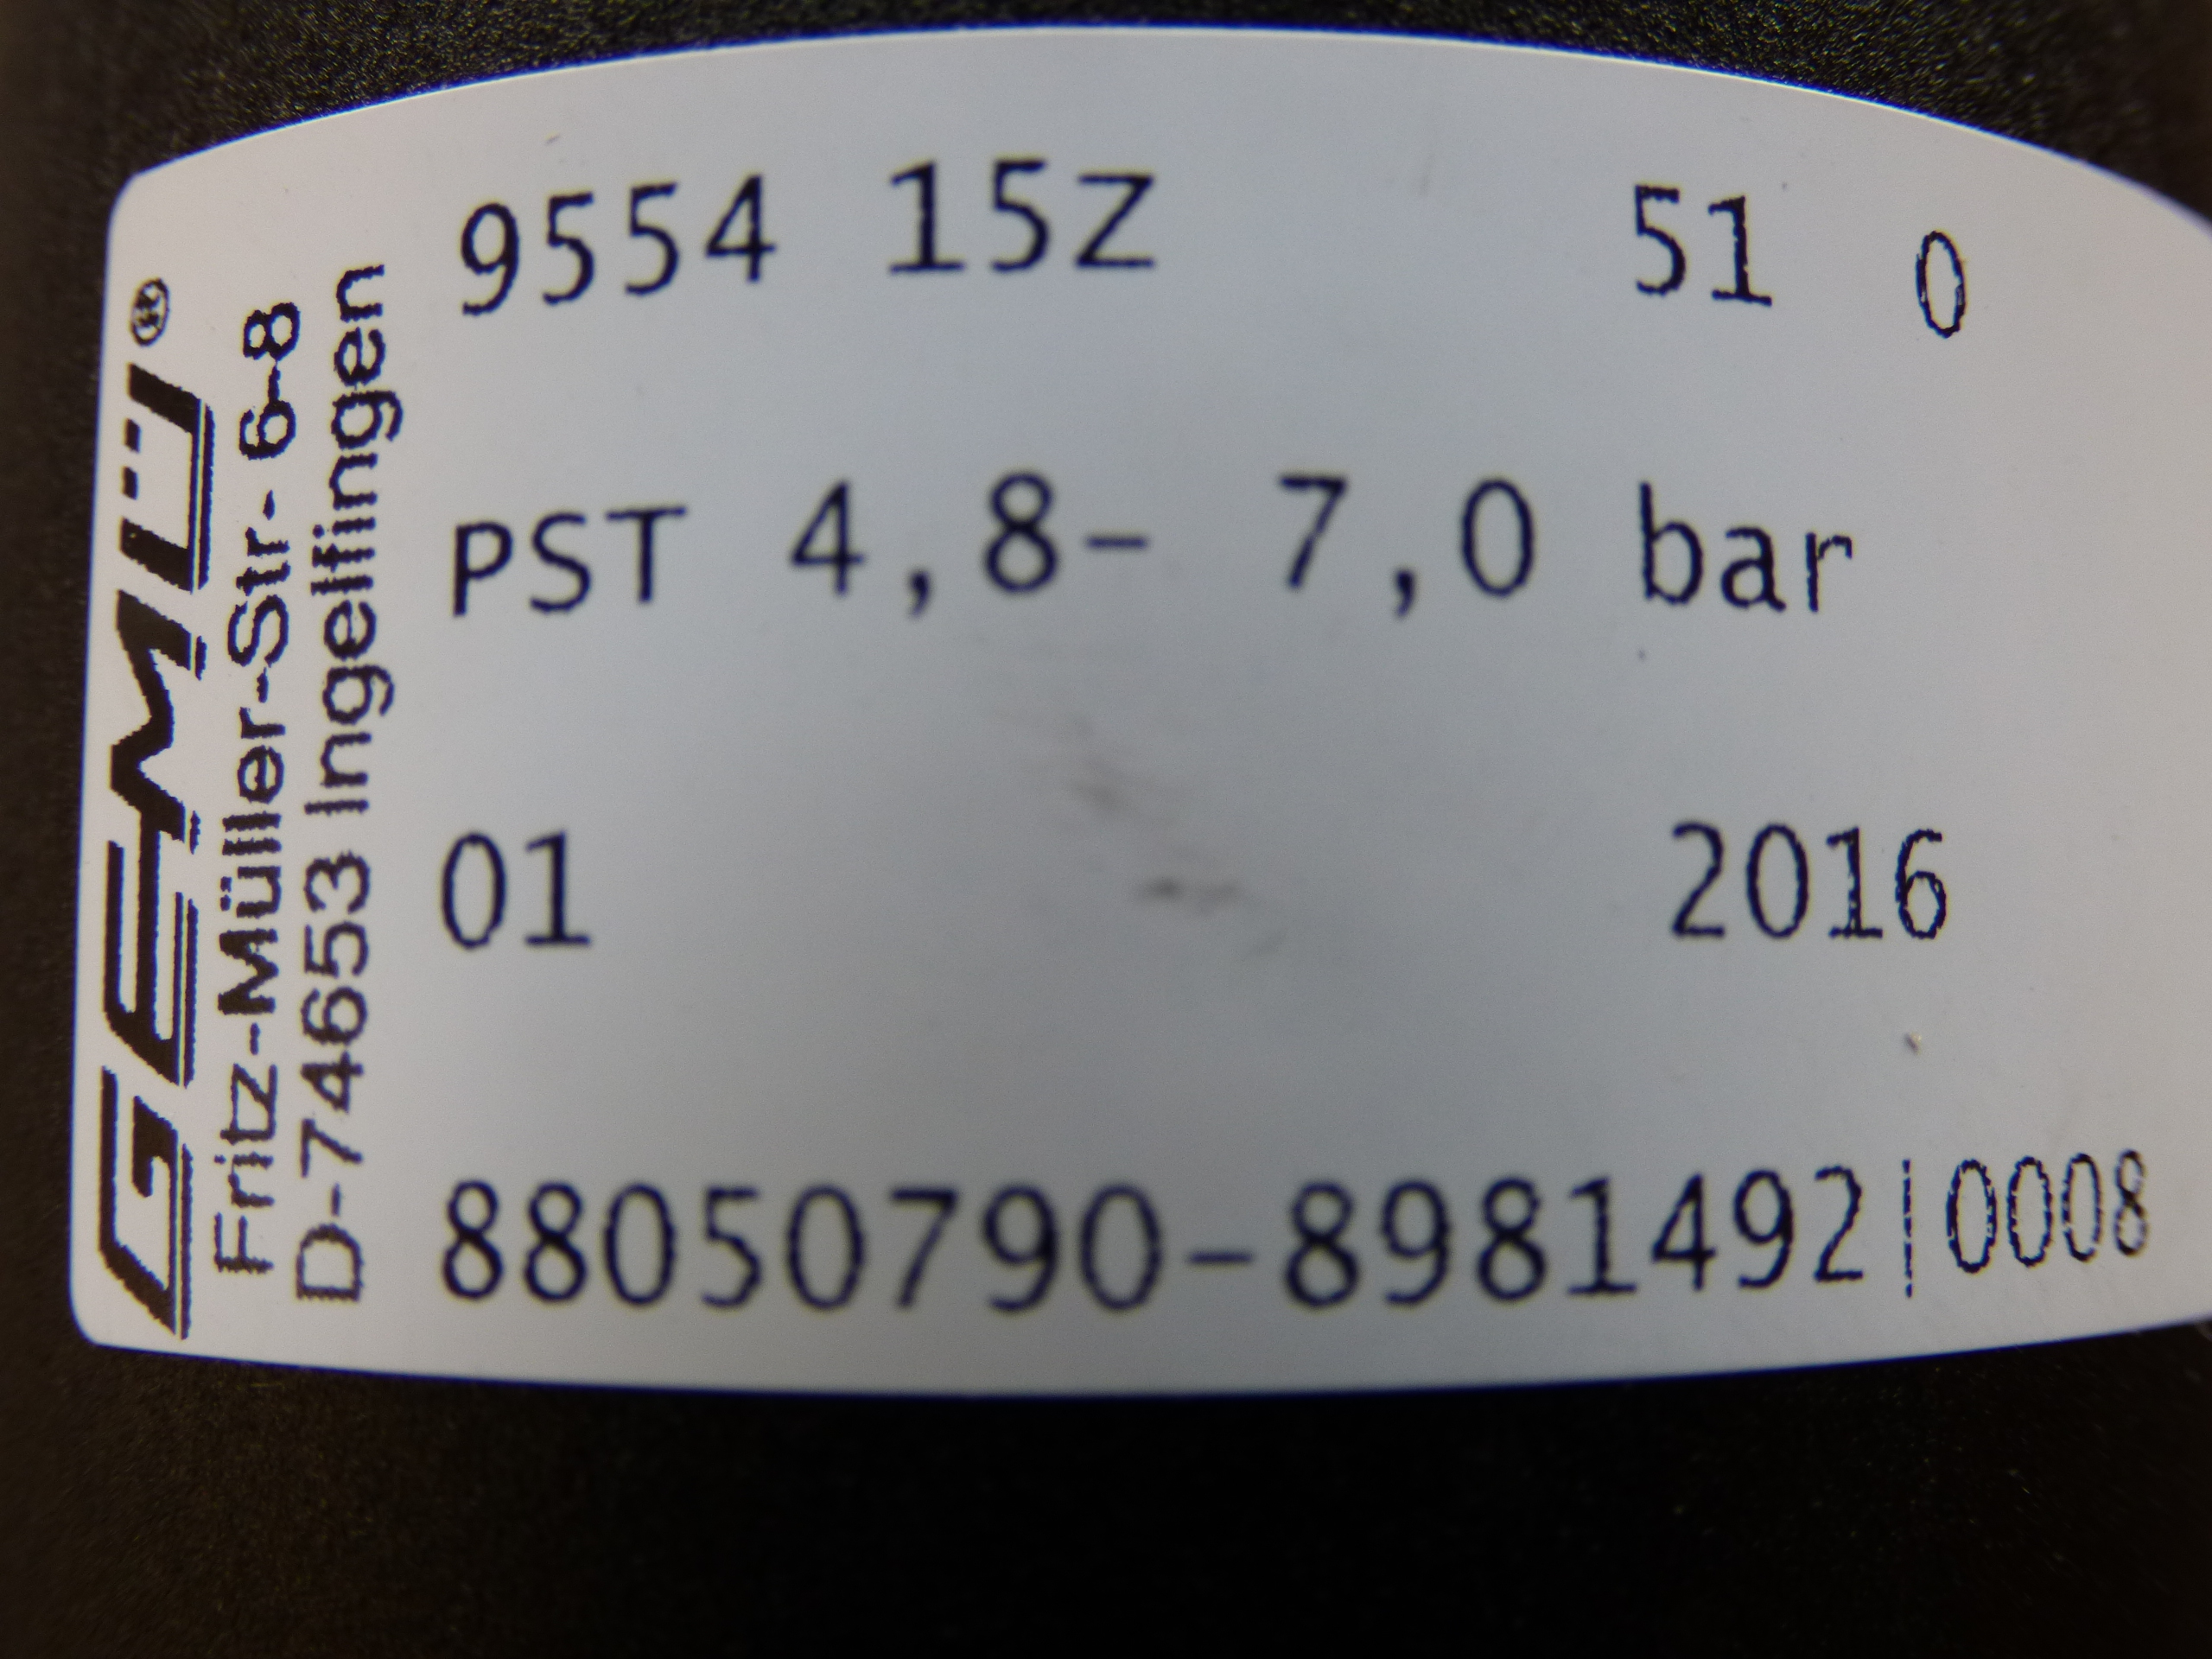 GEMÜ®
Fritz-Müller-Str- 6-8
D-74653 Ingelfingen
9554 15Z 51 0
PST 4,8- 7,0 bar
01 2016
88050790-8981492|0008